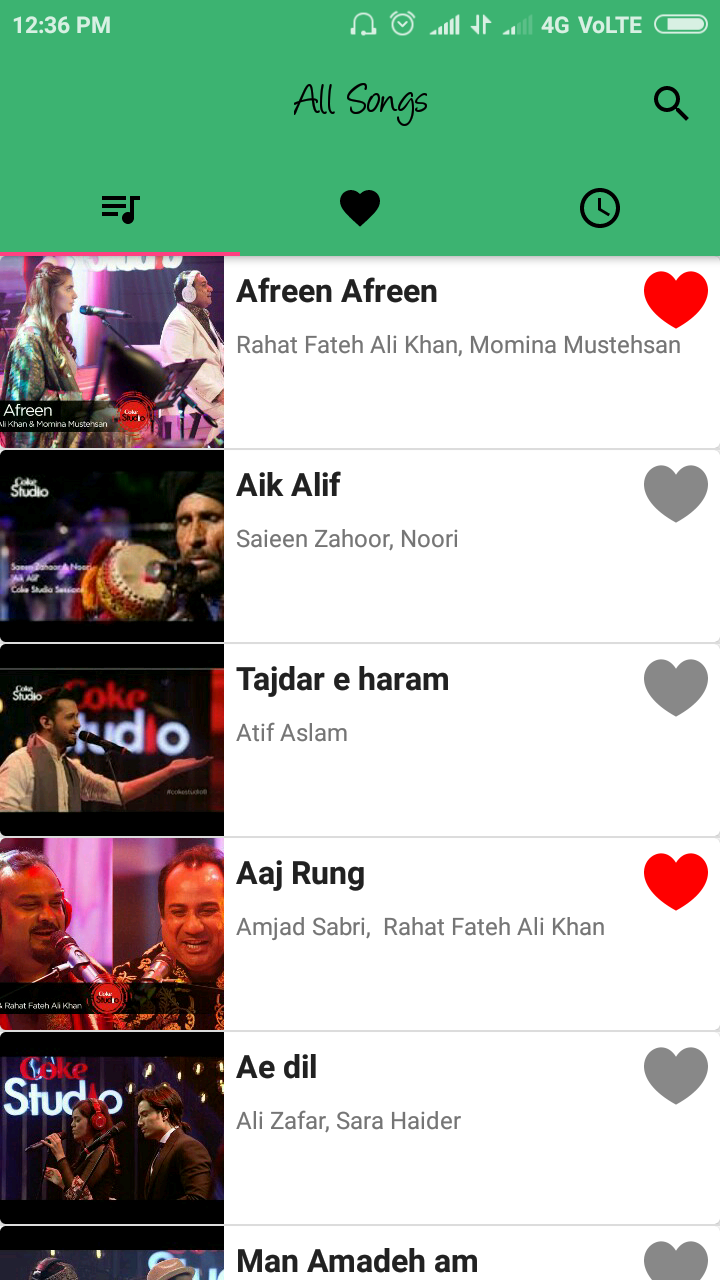 12:36 PM 4G VoLTE
All Songs
Afreen Afreen
Rahat Fateh Ali Khan, Momina Mustehsan
Afreen
Ali Khan & Momina Mustehsan
Coke
Studio
Aik Alif
Saieen Zahoor, Noori
Coke
Studio
Saeen Zahoor & Noori
'Aik Alif'
Coke Studio Sessions
Tajdar e haram
Atif Aslam
Coke
Studio
Coke
udio
#cokestudio8
Aaj Rung
Amjad Sabri,  Rahat Fateh Ali Khan
& Rahat Fateh Ali Khan
Coke
Studio
Ae dil
Ali Zafar, Sara Haider
Coke
Studio
Man Amadeh am